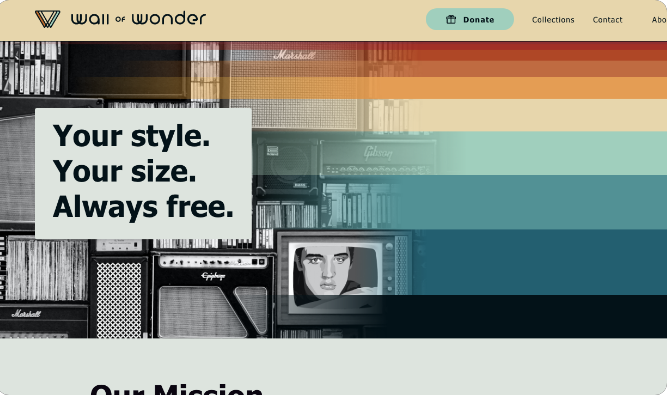 wall of wonder
Donate
Collections
Contact
Abo
Marshall
Your style.
Your size.
Always free.
Gibson
Epiphone
Marshall
Our Mission